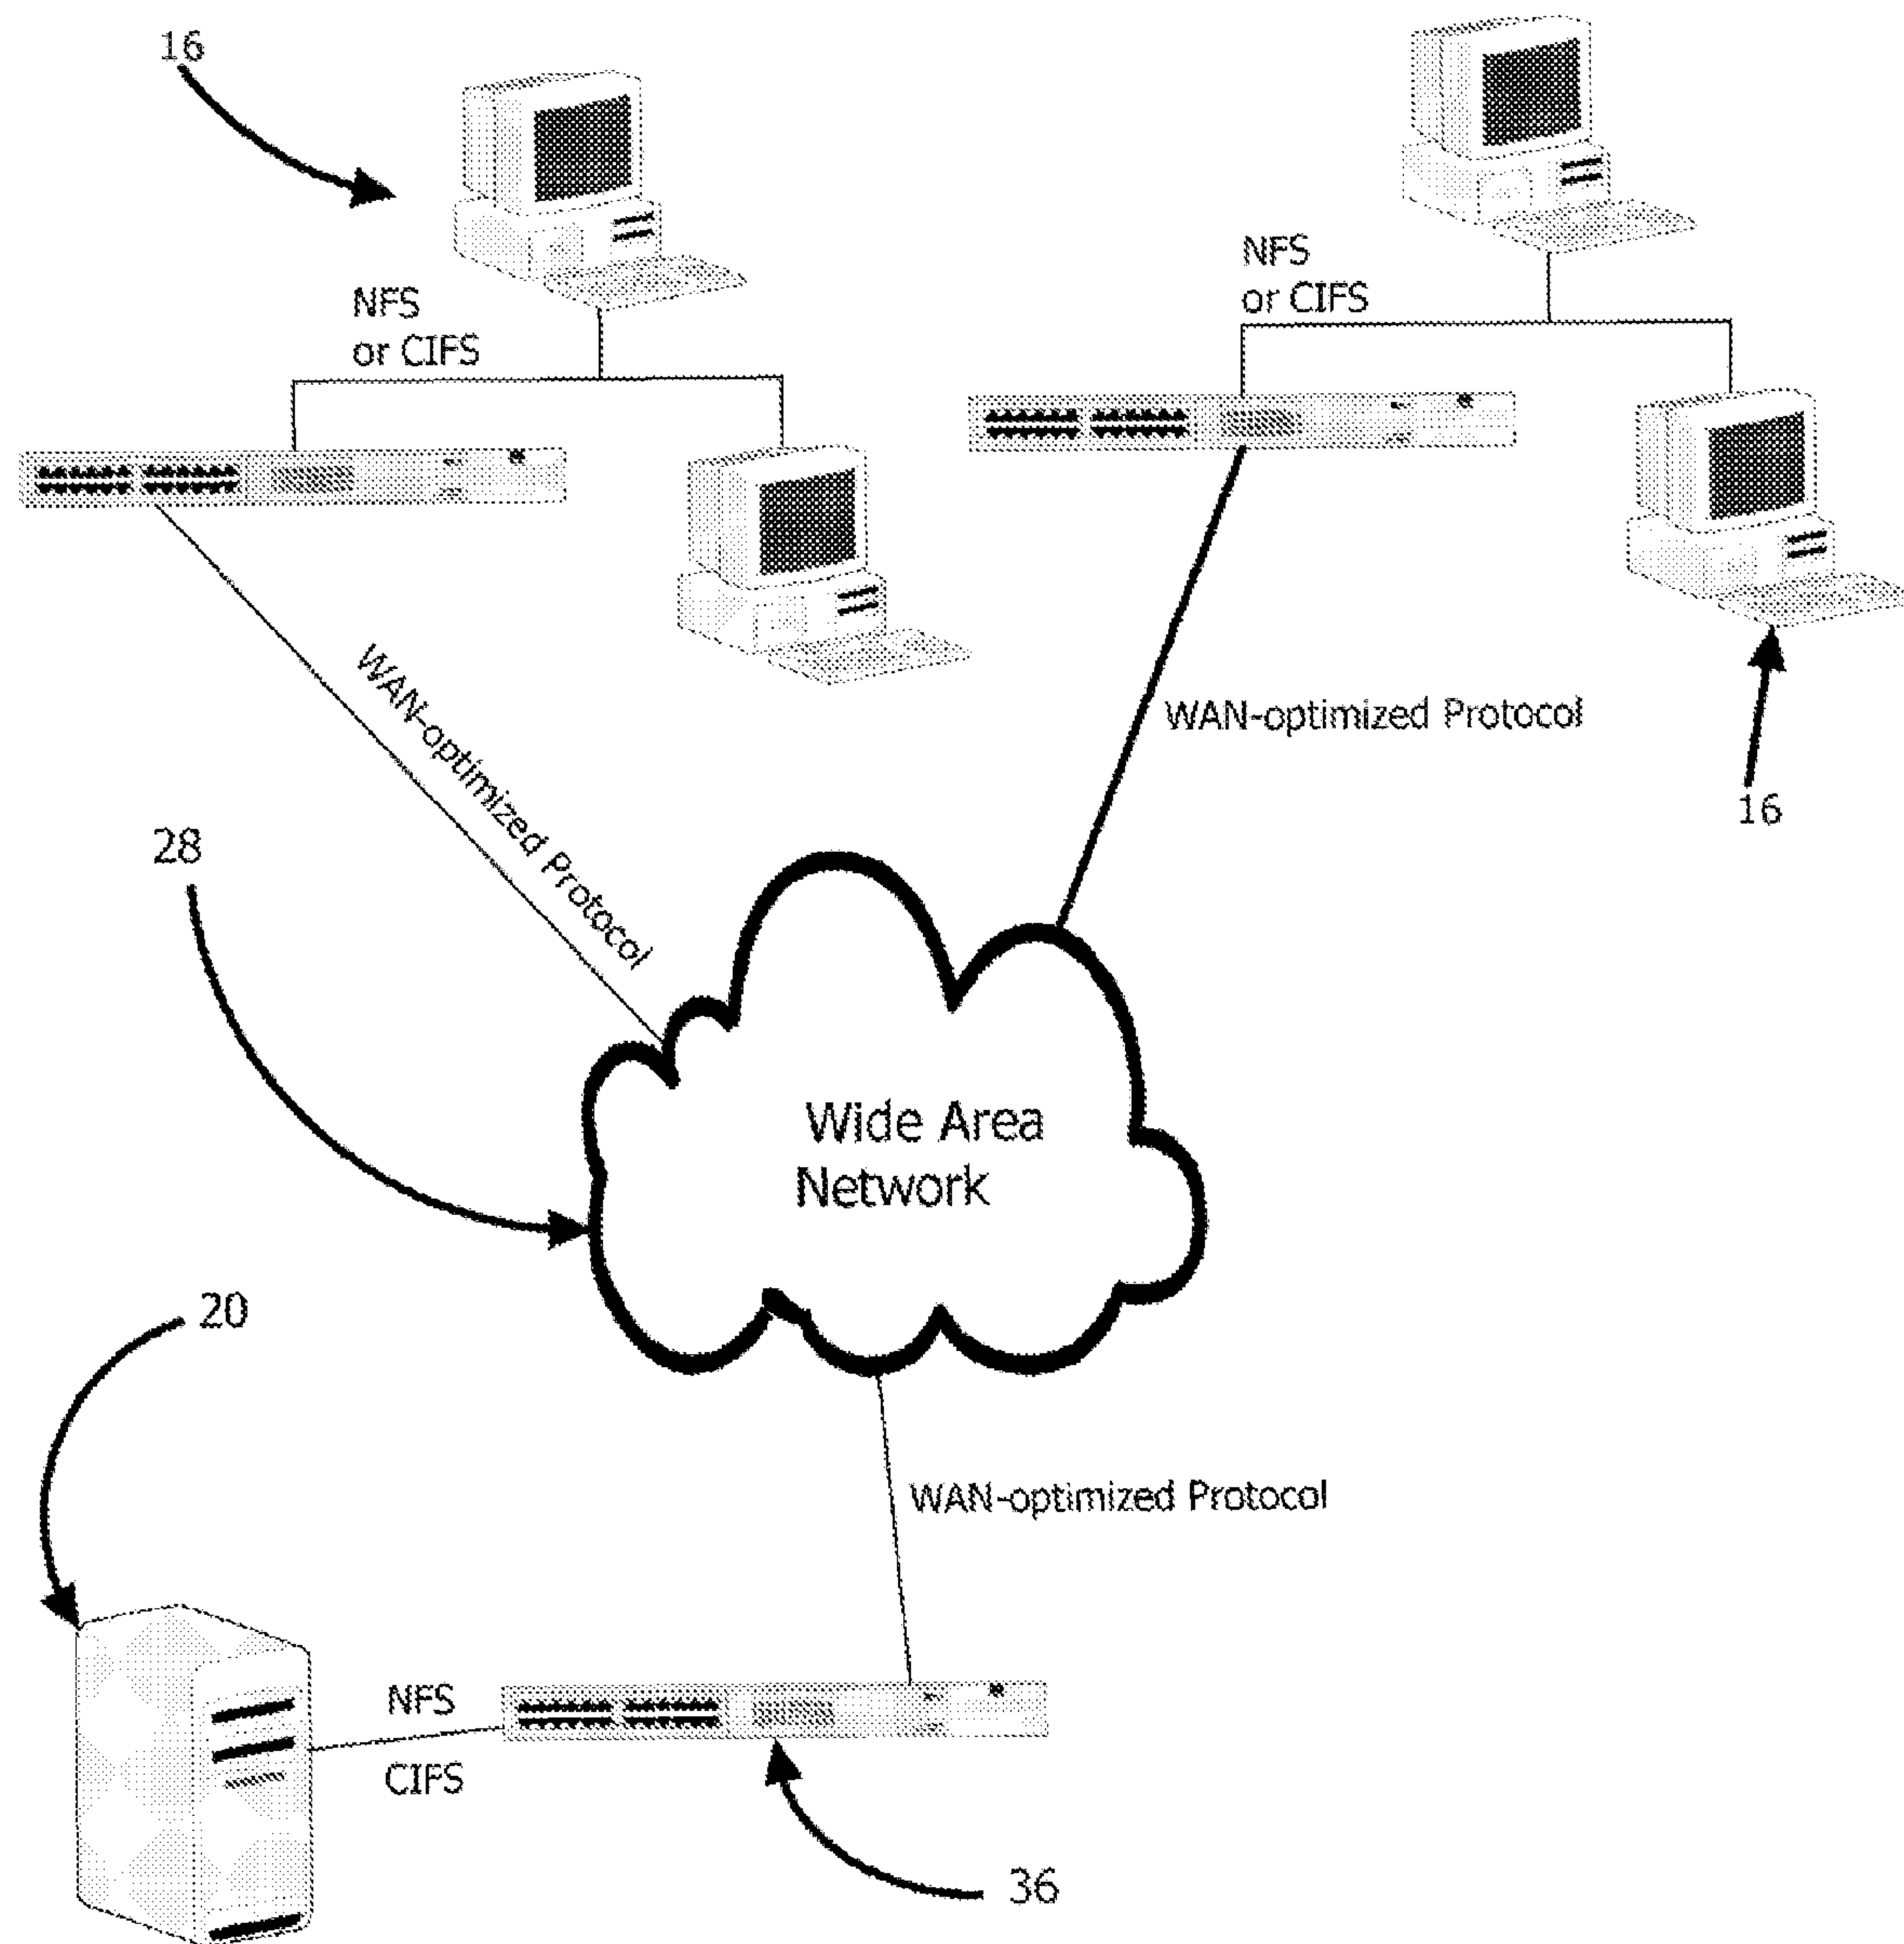 16
NFS
or CIFS
NFS
or CIFS
WAN-optimized Protocol
WAN-optimized Protocol
16
28
Wide Area
Network
20
WAN-optimized Protocol
NFS
CIFS
36